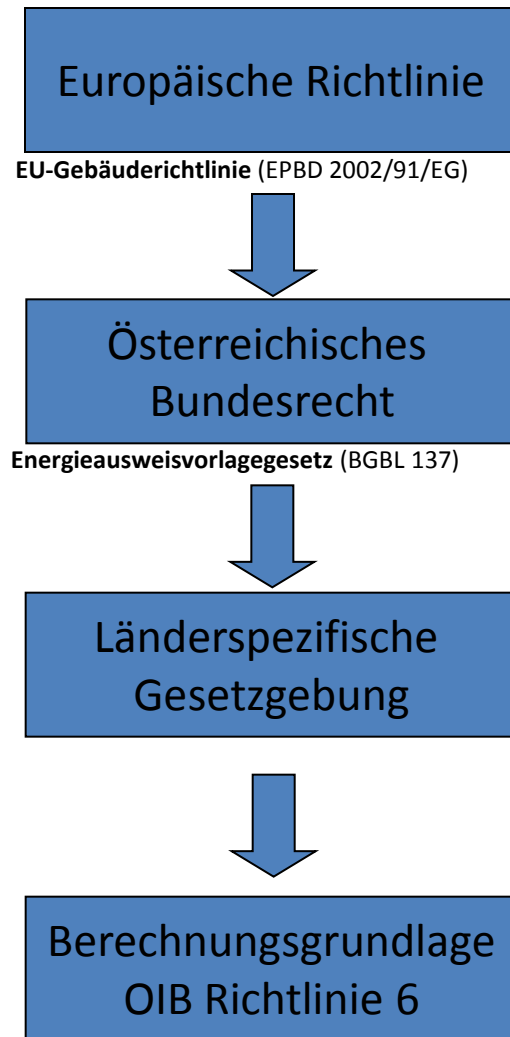 Europäische Richtlinie
EU-Gebäuderichtlinie (EPBD 2002/91/EG)
Österreichisches
Bundesrecht
Energieausweisvorlagegesetz (BGBL 137)
Länderspezifische
Gesetzgebung
Berechnungsgrundlage
OIB Richtlinie 6